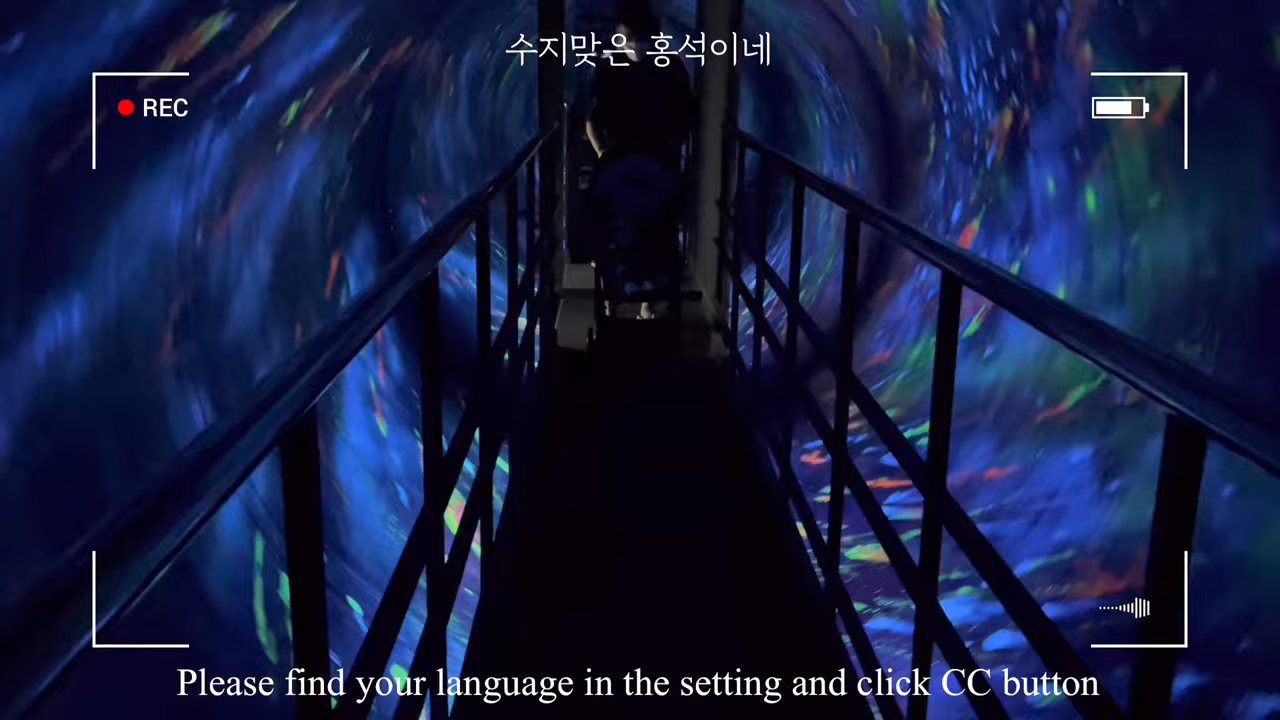 수지맞은 홍석이네
REC
Please find your language in the setting and click CC button